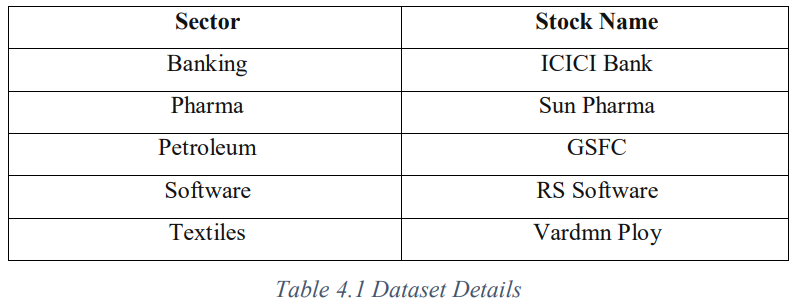 Sector Stock Name
Banking ICICI Bank
Pharma Sun Pharma
Petroleum GSFC
Software RS Software
Textiles Vardmn Ploy
Table 4.1 Dataset Details